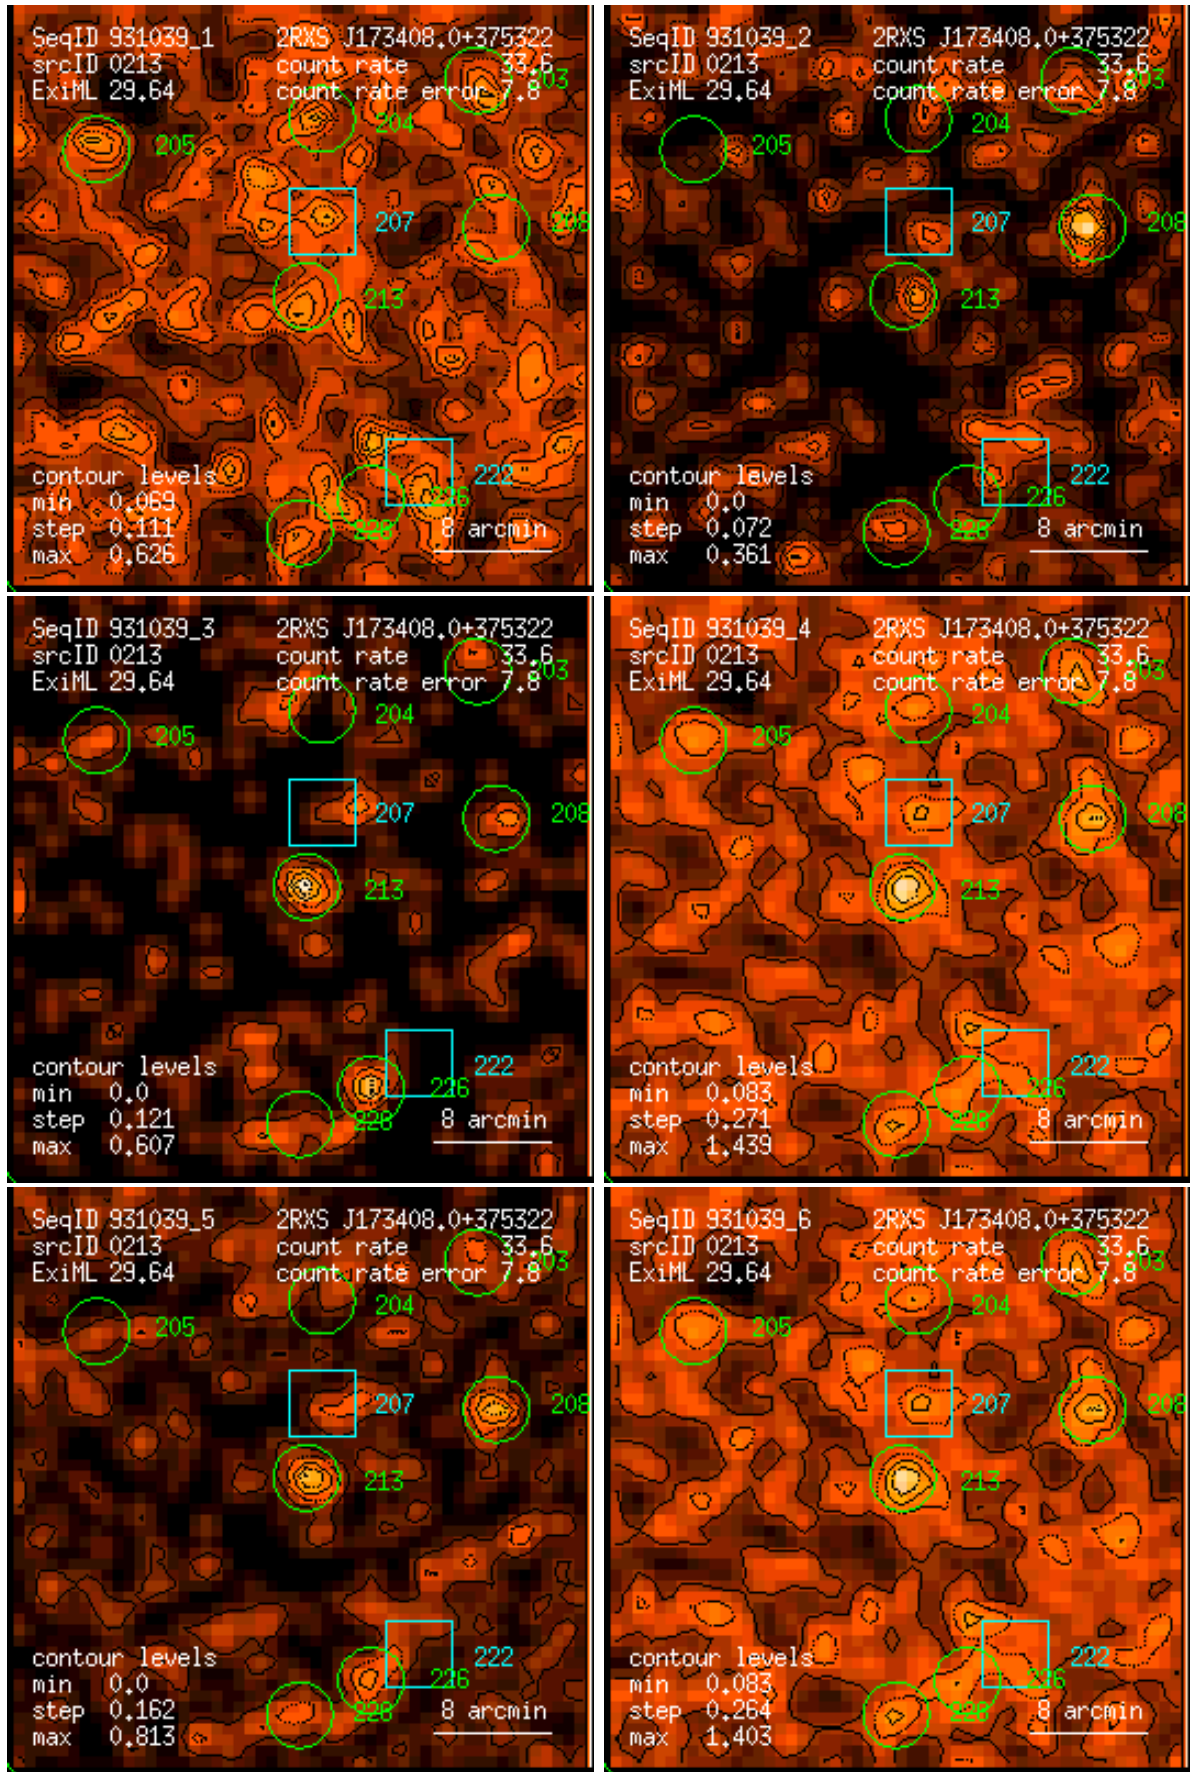 SeqID 931039_1 2RXS J173408.0+375322
srcID 0213 count rate 33.6
ExiML 29.64 count rate error 7.8
203
204
205
207
208
213
222
contour levels
226
min 0.069
228
step 0.111 8 arcmin
max 0.626
SeqID 931039_2 2RXS J173408.0+375322
srcID 0213 count rate 33.6
ExiML 29.64 count rate error 7.8
203
204
205
207
208
213
222
contour levels
226
min 0.0
228
step 0.072 8 arcmin
max 0.361
SeqID 931039_3 2RXS J173408.0+375322
srcID 0213 count rate 33.6
ExiML 29.64 count rate error 7.8
203
204
205
207
208
213
222
contour levels
226
min 0.0
228
step 0.121 8 arcmin
max 0.607
SeqID 931039_4 2RXS J173408.0+375322
srcID 0213 count rate 33.6
ExiML 29.64 count rate error 7.8
203
204
205
207
208
213
222
contour levels
226
min 0.083
228
step 0.271 8 arcmin
max 1.439
SeqID 931039_5 2RXS J173408.0+375322
srcID 0213 count rate 33.6
ExiML 29.64 count rate error 7.8
203
204
205
207
208
213
222
contour levels
226
min 0.0
228
step 0.162 8 arcmin
max 0.813
SeqID 931039_6 2RXS J173408.0+375322
srcID 0213 count rate 33.6
ExiML 29.64 count rate error 7.8
203
204
205
207
208
213
222
contour levels
226
min 0.083
228
step 0.264 8 arcmin
max 1.403